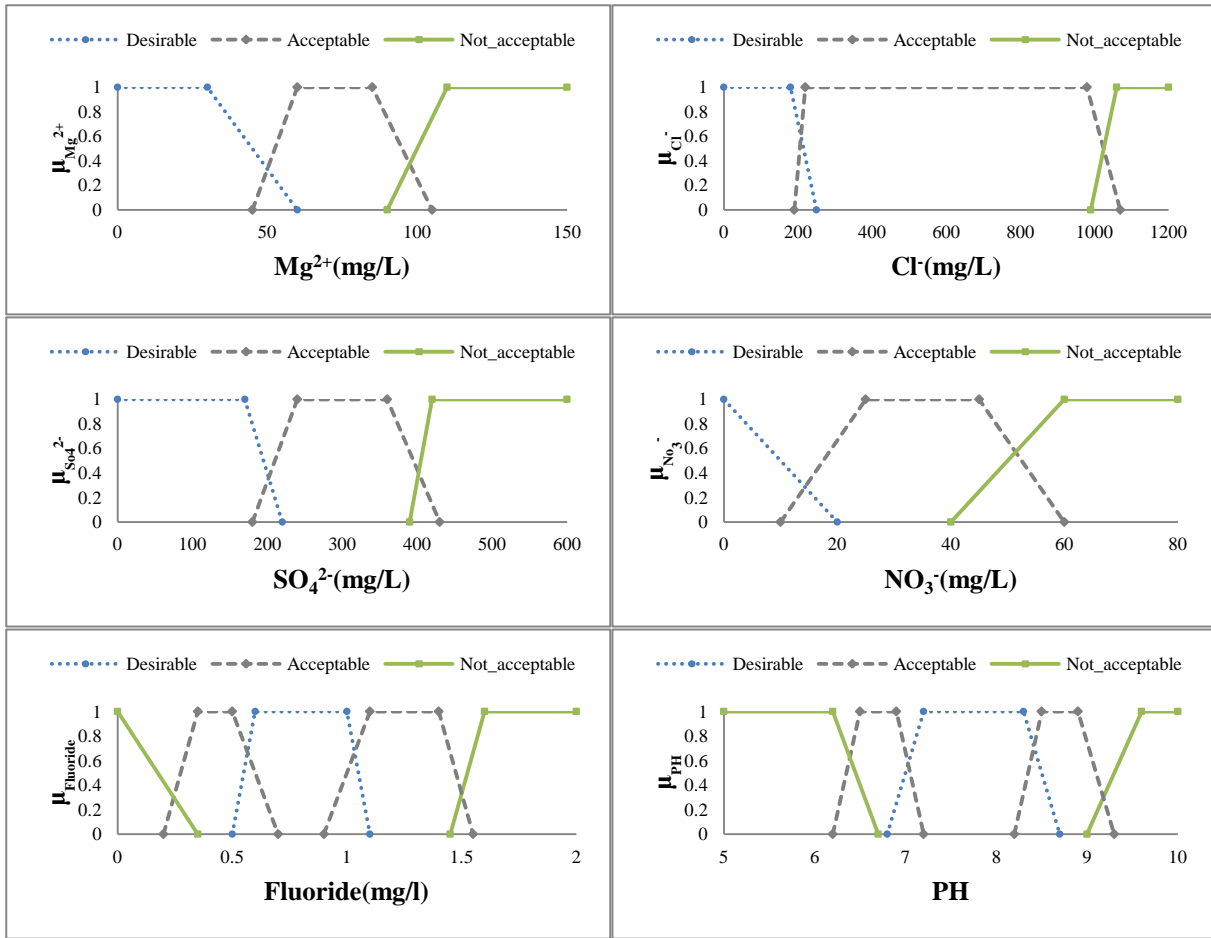 Desirable Acceptable Not_acceptable
1
0.8
0.6
0.4
0.2
0
μMg2+
0 50 100 150
Mg2+(mg/L)
Desirable Acceptable Not_acceptable
1
0.8
0.6
0.4
0.2
0
μCl-
0 200 400 600 800 1000 1200
Cl-(mg/L)
Desirable Acceptable Not_acceptable
1
0.8
0.6
0.4
0.2
0
μSo42-
0 100 200 300 400 500 600
SO42-(mg/L)
Desirable Acceptable Not_acceptable
1
0.8
0.6
0.4
0.2
0
μNo3-
0 20 40 60 80
NO3-(mg/L)
Desirable Acceptable Not_acceptable
1
0.8
0.6
0.4
0.2
0
μFluoride
0 0.5 1 1.5 2
Fluoride(mg/l)
Desirable Acceptable Not_acceptable
1
0.8
0.6
0.4
0.2
0
μPH
5 6 7 8 9 10
PH